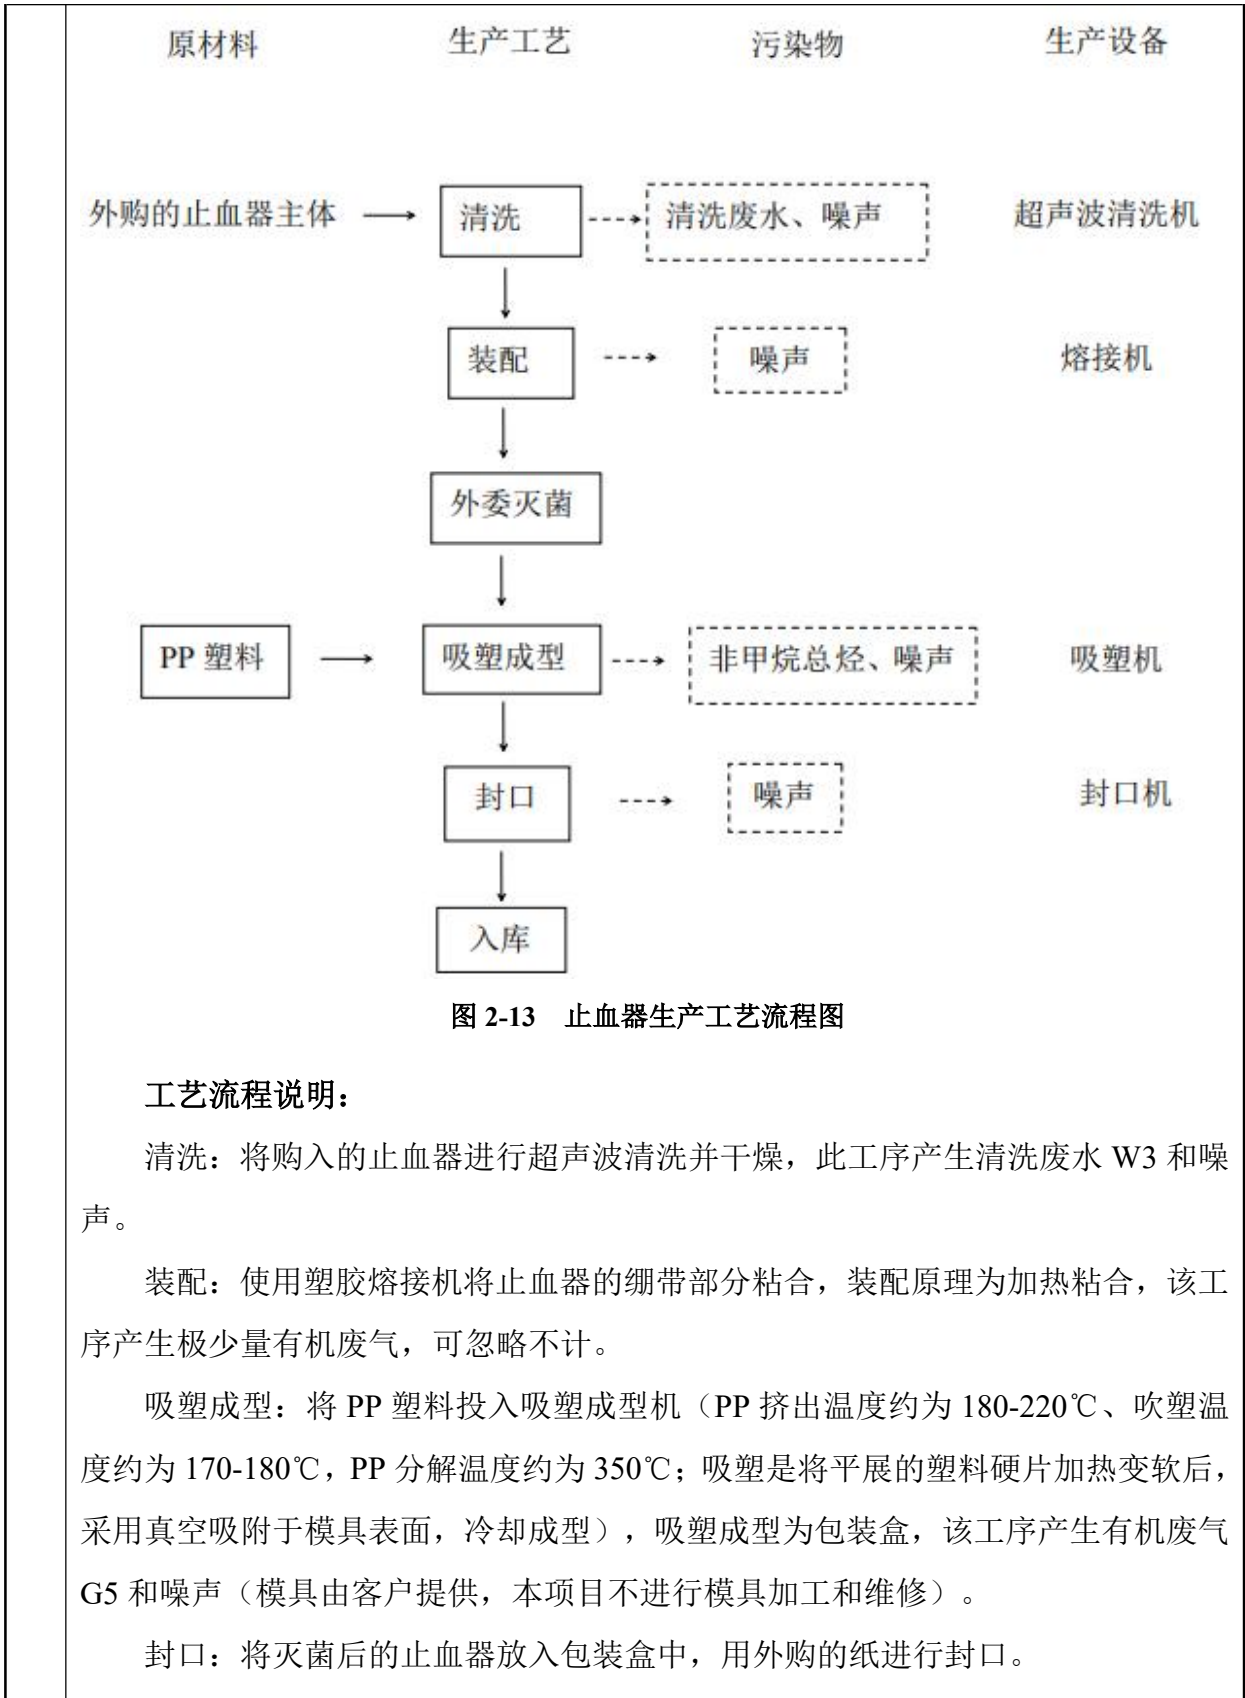 原材料 生产工艺 污染物 生产设备
外购的止血器主体 清洗 清洗废水、噪声 超声波清洗机
装配 噪声 熔接机
外委灭菌
PP 塑料 吸塑成型 非甲烷总烃、噪声 吸塑机
封口 噪声 封口机
入库
图 2-13 止血器生产工艺流程图
工艺流程说明：
清洗：将购入的止血器进行超声波清洗并干燥，此工序产生清洗废水 W3 和噪
声。
装配：使用塑胶熔接机将止血器的绷带部分粘合，装配原理为加热粘合，该工
序产生极少量有机废气，可忽略不计。
吸塑成型：将 PP 塑料投入吸塑成型机（PP 挤出温度约为 180-220℃、吹塑温
度约为 170-180℃，PP 分解温度约为 350℃；吸塑是将平展的塑料硬片加热变软后，
采用真空吸附于模具表面，冷却成型），吸塑成型为包装盒，该工序产生有机废气
G5 和噪声（模具由客户提供，本项目不进行模具加工和维修）。
封口：将灭菌后的止血器放入包装盒中，用外购的纸进行封口。